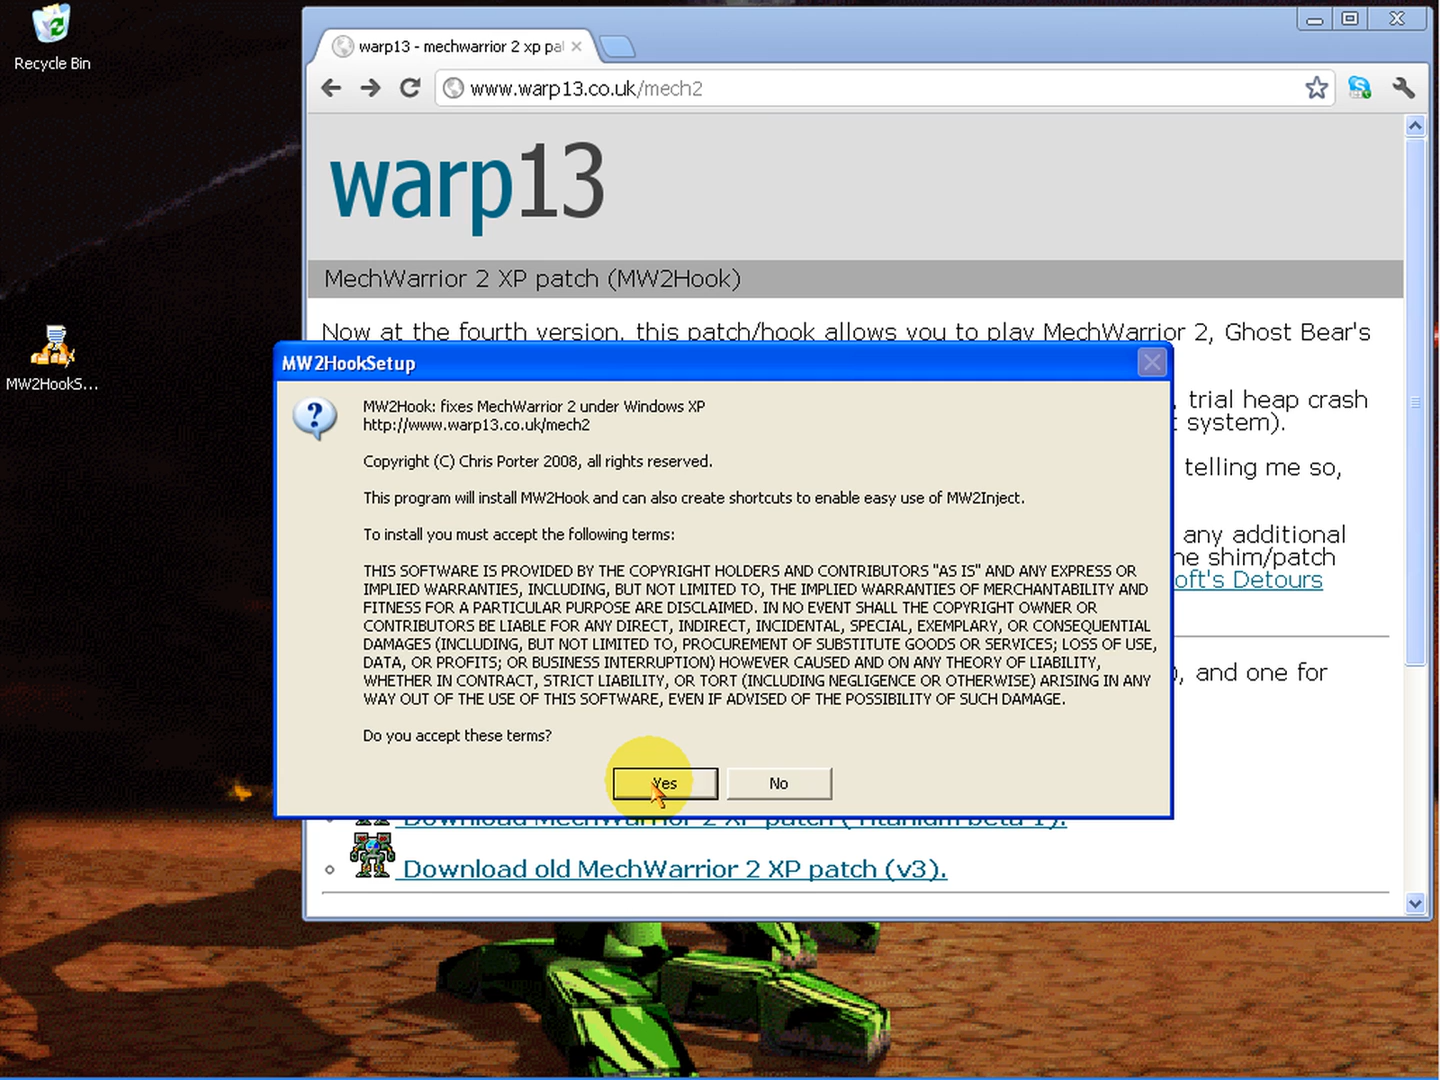 Recycle Bin
warp13 - mechwarrior 2 xp pa
www.warp13.co.uk/mech2
warp13
MechWarrior 2 XP patch (MW2Hook)
Now at the fourth version, this patch/hook allows you to play MechWarrior 2, Ghost Bear's
MW2HookS...
MW2HookSetup
MW2Hook: fixes MechWarrior 2 under Windows XP
http://www.warp13.co.uk/mech2
Copyright (C) Chris Porter 2008, all rights reserved.
This program will install MW2Hook and can also create shortcuts to enable easy use of MW2Inject.
To install you must accept the following terms:
THIS SOFTWARE IS PROVIDED BY THE COPYRIGHT HOLDERS AND CONTRIBUTORS "AS IS" AND ANY EXPRESS OR
IMPLIED WARRANTIES, INCLUDING, BUT NOT LIMITED TO, THE IMPLIED WARRANTIES OF MERCHANTABILITY AND
FITNESS FOR A PARTICULAR PURPOSE ARE DISCLAIMED. IN NO EVENT SHALL THE COPYRIGHT OWNER OR
CONTRIBUTORS BE LIABLE FOR ANY DIRECT, INDIRECT, INCIDENTAL, SPECIAL, EXEMPLARY, OR CONSEQUENTIAL
DAMAGES (INCLUDING, BUT NOT LIMITED TO, PROCUREMENT OF SUBSTITUTE GOODS OR SERVICES; LOSS OF USE,
DATA, OR PROFITS; OR BUSINESS INTERRUPTION) HOWEVER CAUSED AND ON ANY THEORY OF LIABILITY,
WHETHER IN CONTRACT, STRICT LIABILITY, OR TORT (INCLUDING NEGLIGENCE OR OTHERWISE) ARISING IN ANY
WAY OUT OF THE USE OF THIS SOFTWARE, EVEN IF ADVISED OF THE POSSIBILITY OF SUCH DAMAGE.
Do you accept these terms?
Yes
No
, trial heap crash
system).
telling me so,
any additional
shim/patch
oft's Detours
), and one for
Download MechWarrior 2 XP patch (Titanium beta 1).
Download old MechWarrior 2 XP patch (v3).